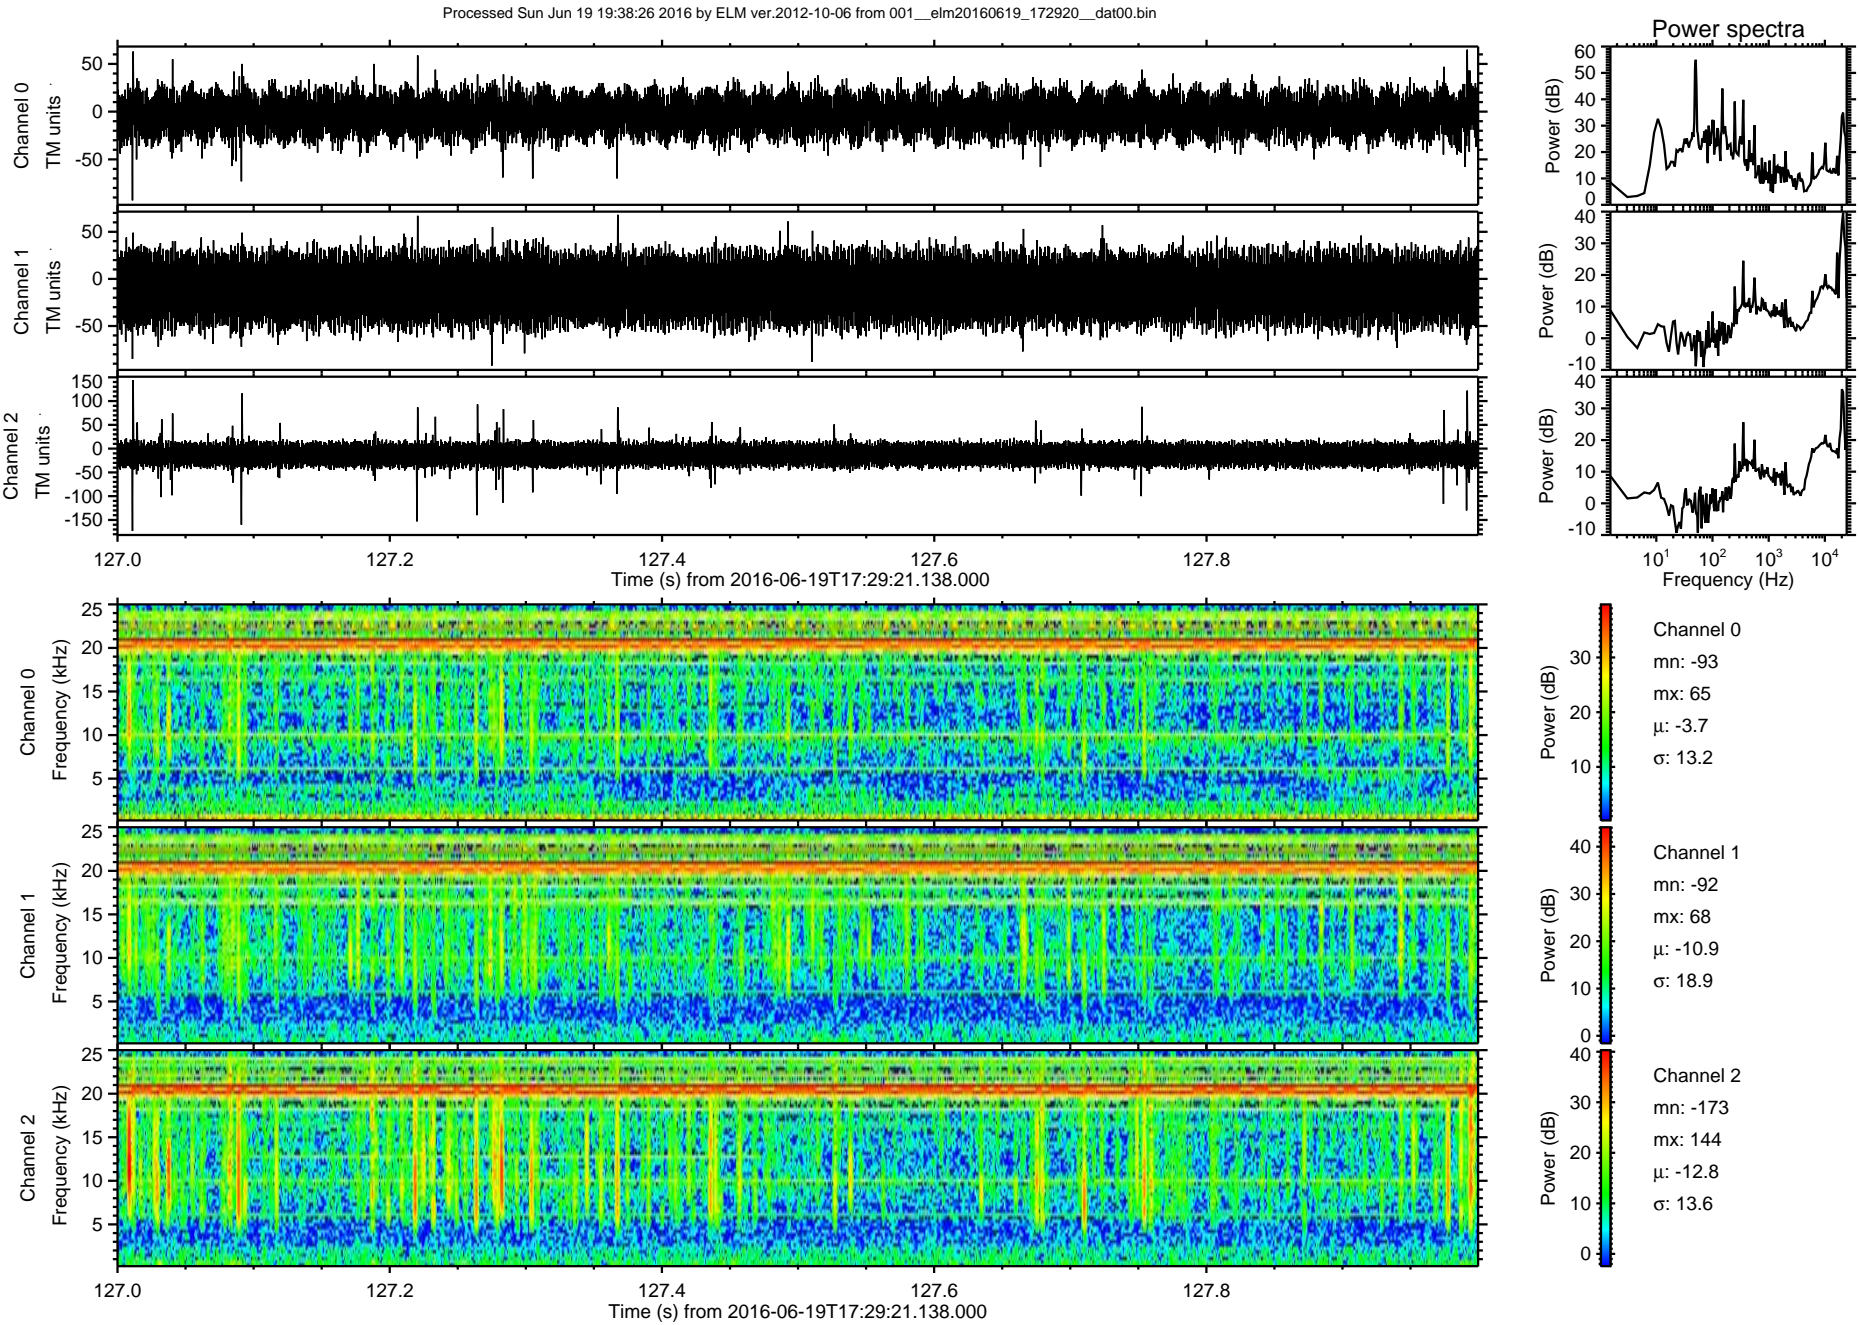 Processed Sun Jun 19 19:38:26 2016 by ELM ver.2012-10-06 from 001__elm20160619_172920__dat00.bin
Power spectra
Channel 0
TM units
50
0
-50
Power (dB)
60
50
40
30
20
10
0
Channel 1
TM units
50
0
-50
Power (dB)
40
30
20
10
0
-10
Channel 2
TM units
150
100
50
0
-50
-100
-150
Power (dB)
40
30
20
10
0
-10
127.0 127.2 127.4 127.6 127.8
Time (s) from 2016-06-19T17:29:21.138.000
10^1 10^2 10^3 10^4
Frequency (Hz)
Channel 0
Frequency (kHz)
25
20
15
10
5
Power (dB)
30
20
10
Channel 0
mn: -93
mx: 65
μ: -3.7
σ: 13.2
Channel 1
Frequency (kHz)
25
20
15
10
5
Power (dB)
40
30
20
10
0
Channel 1
mn: -92
mx: 68
μ: -10.9
σ: 18.9
Channel 2
Frequency (kHz)
25
20
15
10
5
Power (dB)
40
30
20
10
0
Channel 2
mn: -173
mx: 144
μ: -12.8
σ: 13.6
127.0 127.2 127.4 127.6 127.8
Time (s) from 2016-06-19T17:29:21.138.000